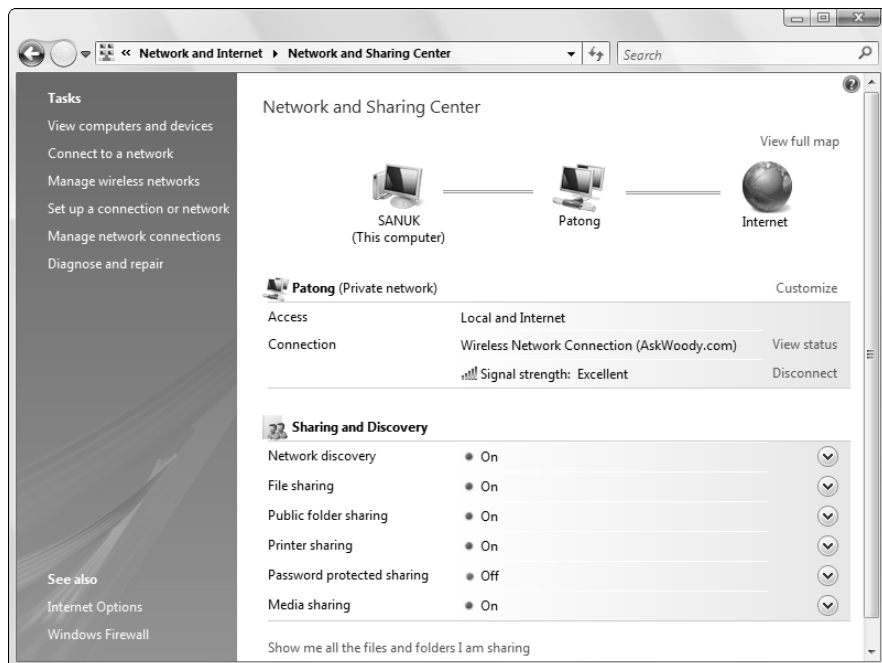 « Network and Internet ▸ Network and Sharing Center
Search
Tasks
View computers and devices
Connect to a network
Manage wireless networks
Set up a connection or network
Manage network connections
Diagnose and repair
See also
Internet Options
Windows Firewall
Network and Sharing Center
View full map
SANUK
(This computer)
Patong
Internet
Patong (Private network)
Customize
Access
Local and Internet
Connection
Wireless Network Connection (AskWoody.com)
View status
Signal strength: Excellent
Disconnect
Sharing and Discovery
Network discovery
On
File sharing
On
Public folder sharing
On
Printer sharing
On
Password protected sharing
Off
Media sharing
On
Show me all the files and folders I am sharing